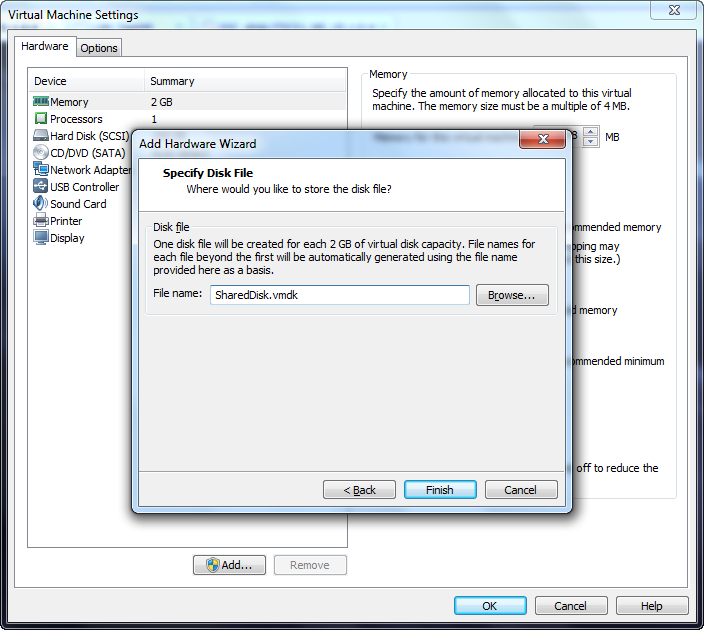 Virtual Machine Settings
Hardware
Options
Device
Summary
Memory
2 GB
Processors
1
Hard Disk (SCSI)
CD/DVD (SATA)
Network Adapter
USB Controller
Sound Card
Printer
Display
Memory
Specify the amount of memory allocated to this virtual
machine. The memory size must be a multiple of 4 MB.
MB
memory
may
this size.)
memory
minimum
off to reduce the
Add Hardware Wizard
Specify Disk File
Where would you like to store the disk file?
Disk file
One disk file will be created for each 2 GB of virtual disk capacity. File names for
each file beyond the first will be automatically generated using the file name
provided here as a basis.
File name:
SharedDisk.vmdk
Browse...
< Back
Finish
Cancel
Add...
Remove
OK
Cancel
Help